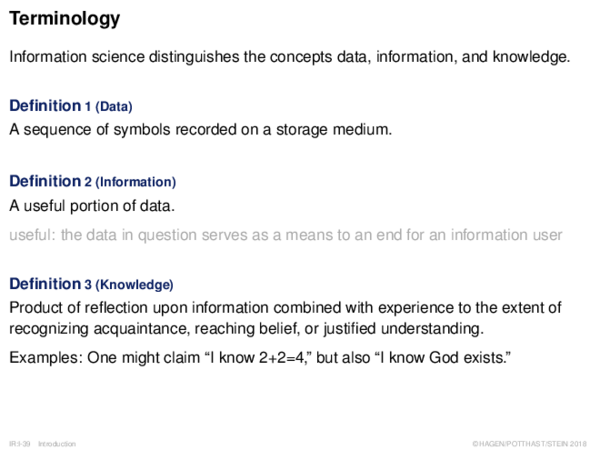 Terminology
Information science distinguishes the concepts data, information, and knowledge.
Definition 1 (Data)
A sequence of symbols recorded on a storage medium.
Definition 2 (Information)
A useful portion of data.
useful: the data in question serves as a means to an end for an information user
Definition 3 (Knowledge)
Product of reflection upon information combined with experience to the extent of
recognizing acquaintance, reaching belief, or justified understanding.
Examples: One might claim “I know 2+2=4,” but also “I know God exists.”
IR:I-39 Introduction
©HAGEN/POTTHAST/STEIN 2018